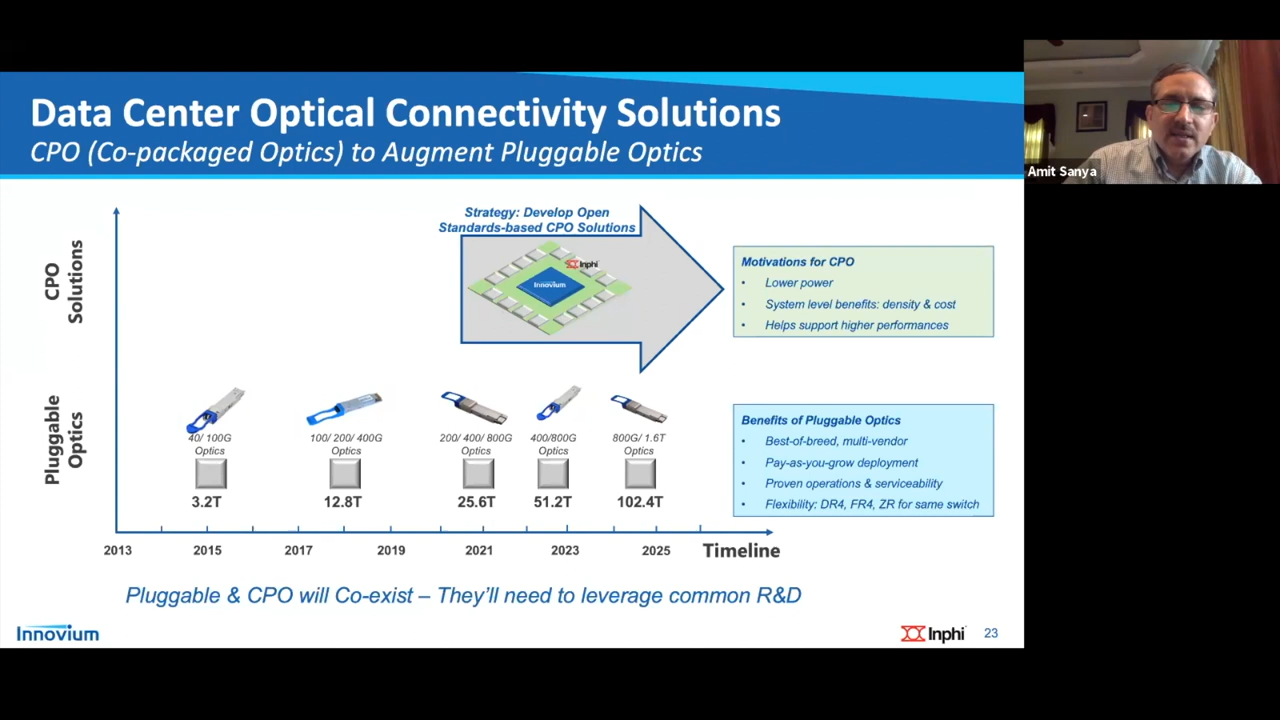 Data Center Optical Connectivity Solutions
CPO (Co-packaged Optics) to Augment Pluggable Optics
Amit Sanya
CPO
Solutions
Strategy: Develop Open
Standards-based CPO Solutions
Inphi
Innovium
Motivations for CPO
• Lower power
• System level benefits: density & cost
• Helps support higher performances
Pluggable
Optics
40/ 100G
Optics
3.2T
100/ 200/ 400G
Optics
12.8T
200/ 400/ 800G
Optics
25.6T
400/800G
Optics
51.2T
800G/ 1.6T
Optics
102.4T
Benefits of Pluggable Optics
• Best-of-breed, multi-vendor
• Pay-as-you-grow deployment
• Proven operations & serviceability
• Flexibility: DR4, FR4, ZR for same switch
2013 2015 2017 2019 2021 2023 2025 Timeline
Pluggable & CPO will Co-exist – They'll need to leverage common R&D
Innovium
Inphi 23